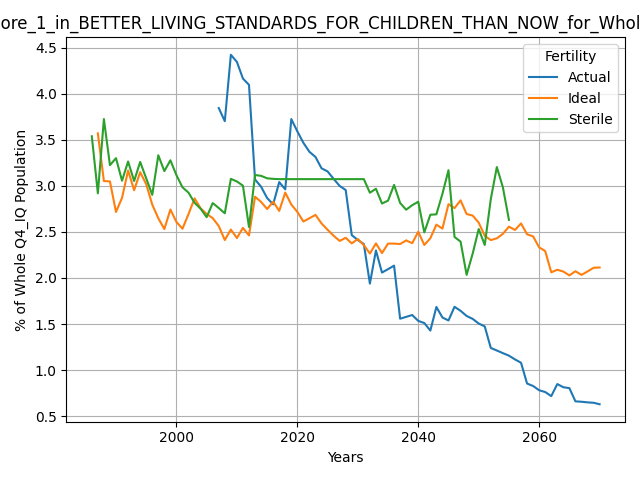 ore_1_in_BETTER_LIVING_STANDARDS_FOR_CHILDREN_THAN_NOW_for_Whol
Fertility
Actual
Ideal
Sterile
% of Whole Q4_IQ Population
4.5
4.0
3.5
3.0
2.5
2.0
1.5
1.0
0.5
2000
2020
2040
2060
Years